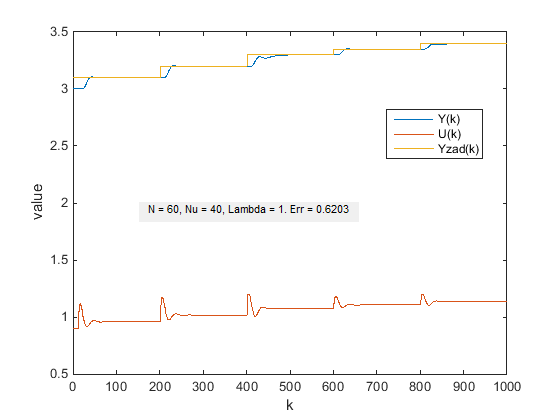 3.5
3
2.5
2
1.5
1
0.5
value
Y(k)
U(k)
Yzad(k)
N = 60, Nu = 40, Lambda = 1. Err = 0.6203
0 100 200 300 400 500 600 700 800 900 1000
k